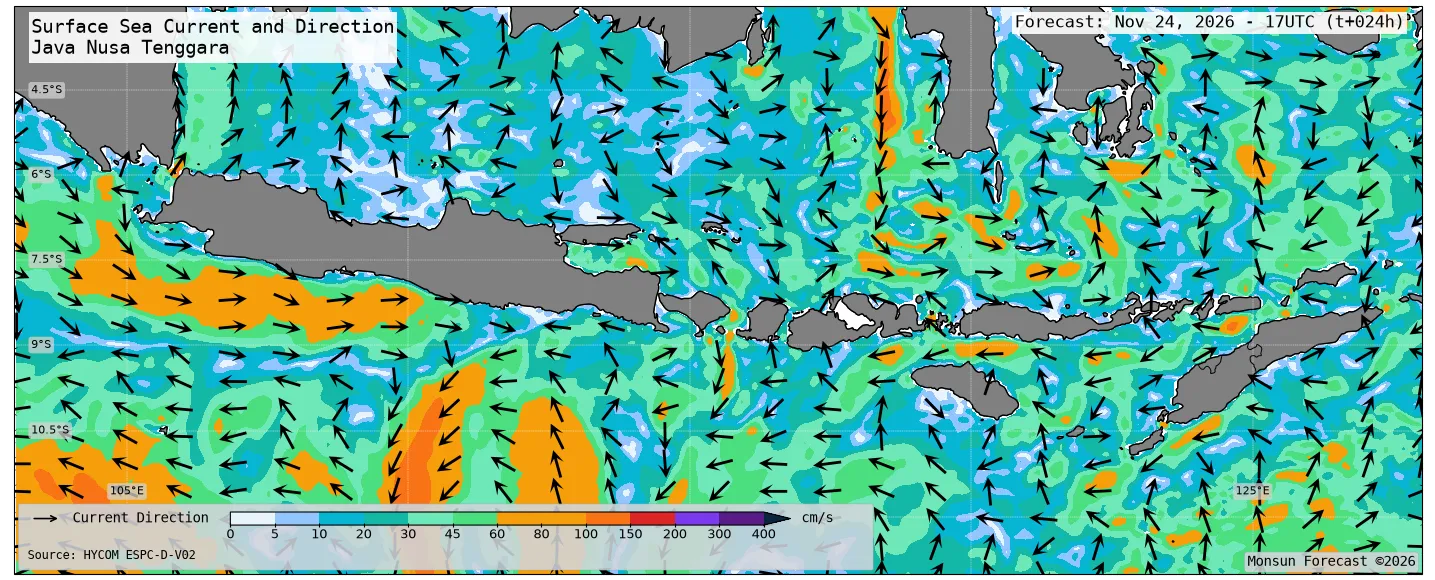 Surface Sea Current and Direction
Java Nusa Tenggara
Forecast: Nov 24, 2026 - 17UTC (t+024h)
4.5°S
6°S
7.5°S
9°S
10.5°S
105°E
125°E
Current Direction
0 5 10 20 30 45 60 80 100 150 200 300 400
cm/s
Source: HYCOM ESPC-D-V02
Monsun Forecast ©2026